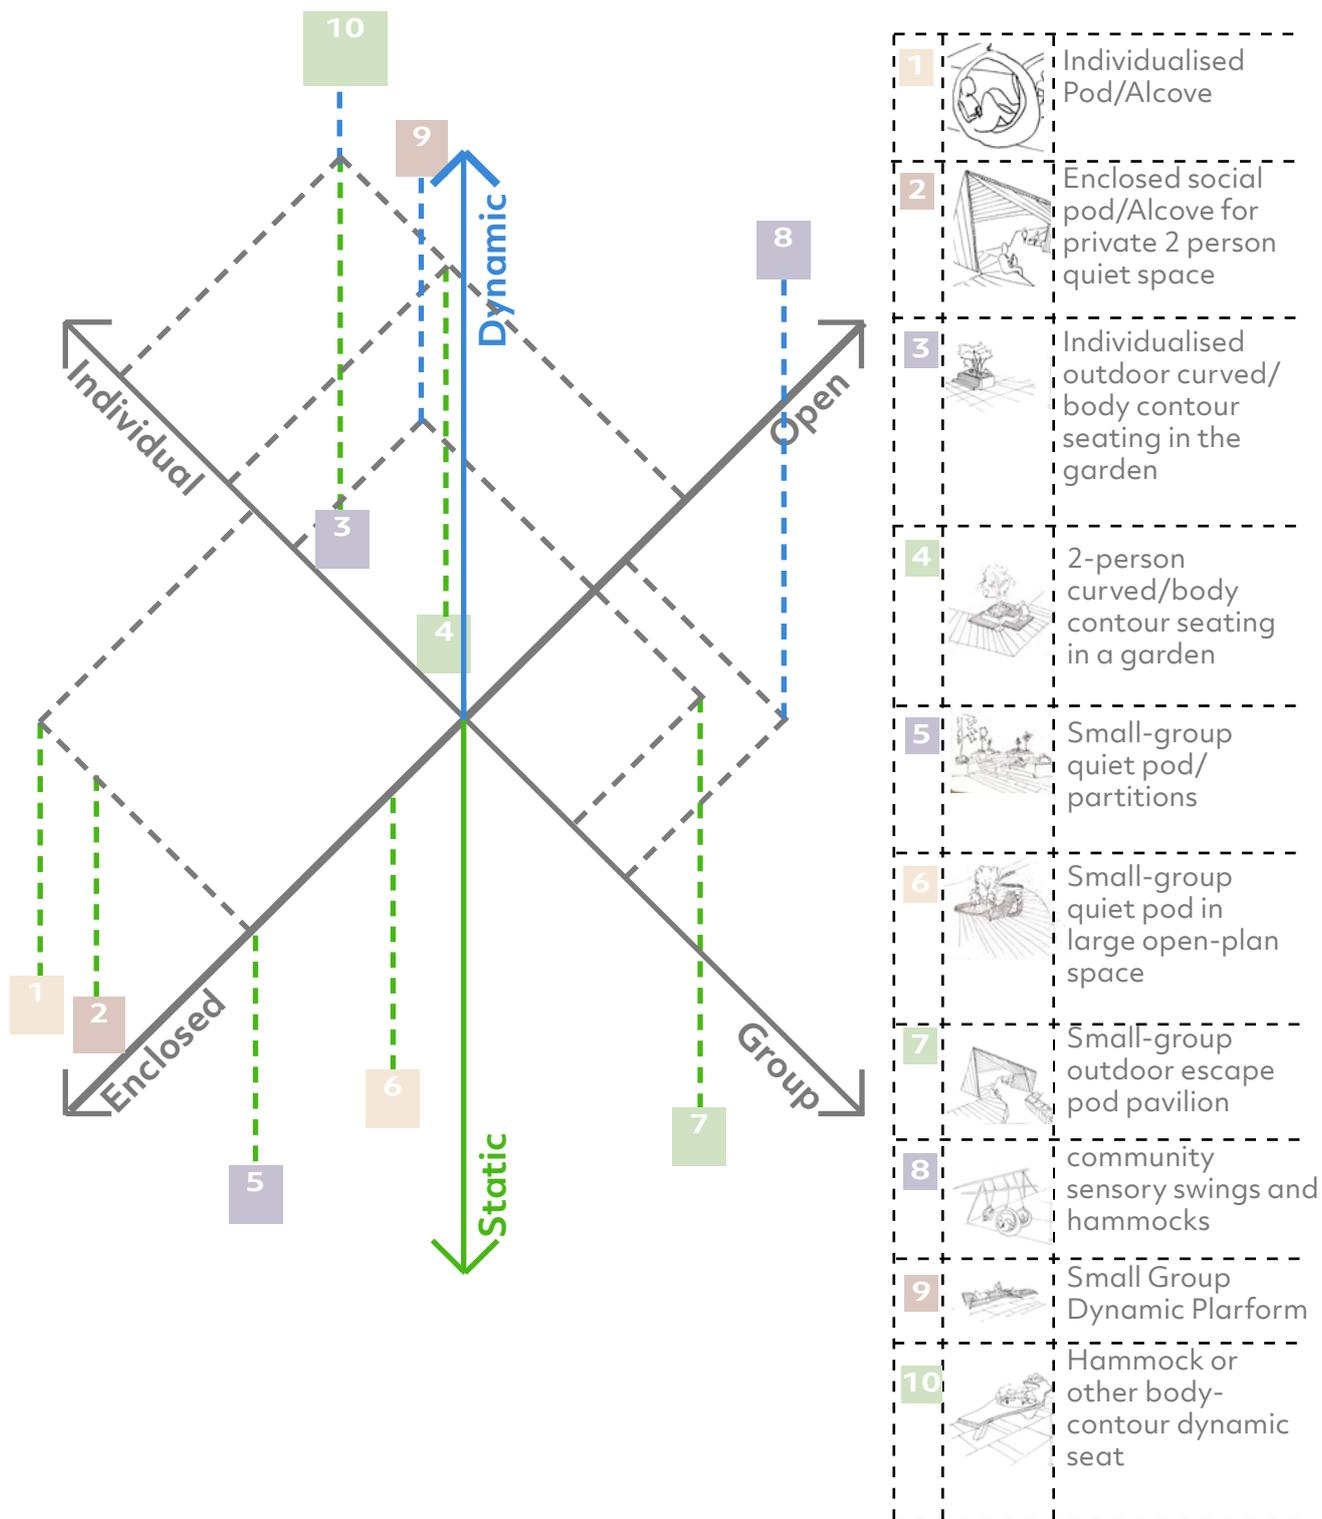 10
9
8
Dynamic
Individual
Open
3
4
1
2
Enclosed
6
Group
7
5
Static
1
Individualised
Pod/Alcove
2
Enclosed social
pod/Alcove for
private 2 person
quiet space
3
Individualised
outdoor curved/
body contour
seating in the
garden
4
2-person
curved/body
contour seating
in a garden
5
Small-group
quiet pod/
partitions
6
Small-group
quiet pod in
large open-plan
space
7
Small-group
outdoor escape
pod pavilion
8
community
sensory swings and
hammocks
9
Small Group
Dynamic Plarform
10
Hammock or
other body-
contour dynamic
seat